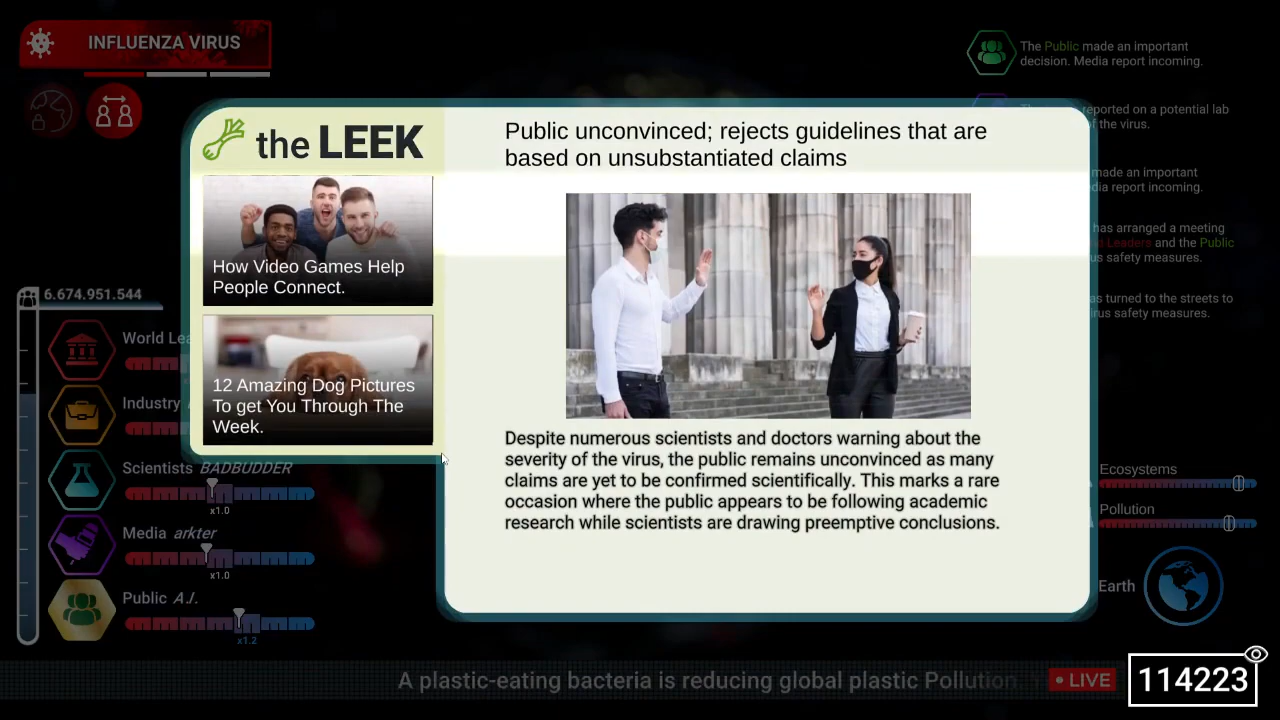 INFLUENZA VIRUS
The Public made an important
decision. Media report incoming.
reported on a potential lab
of the virus.
made an important
report incoming.
has arranged a meeting
Leaders and the Public
safety measures.
has turned to the streets to
safety measures.
the LEEK
Public unconvinced; rejects guidelines that are
based on unsubstantiated claims
How Video Games Help
People Connect.
12 Amazing Dog Pictures
To get You Through The
Week.
Despite numerous scientists and doctors warning about the
severity of the virus, the public remains unconvinced as many
claims are yet to be confirmed scientifically. This marks a rare
occasion where the public appears to be following academic
research while scientists are drawing preemptive conclusions.
6.674.951.544
World
Industry
Scientists BADBUDDER
x1.0
Media arkter
x1.0
Public A.I.
x1.2
Ecosystems
Pollution
Earth
A plastic-eating bacteria is reducing global plastic Pollution
• LIVE
114223